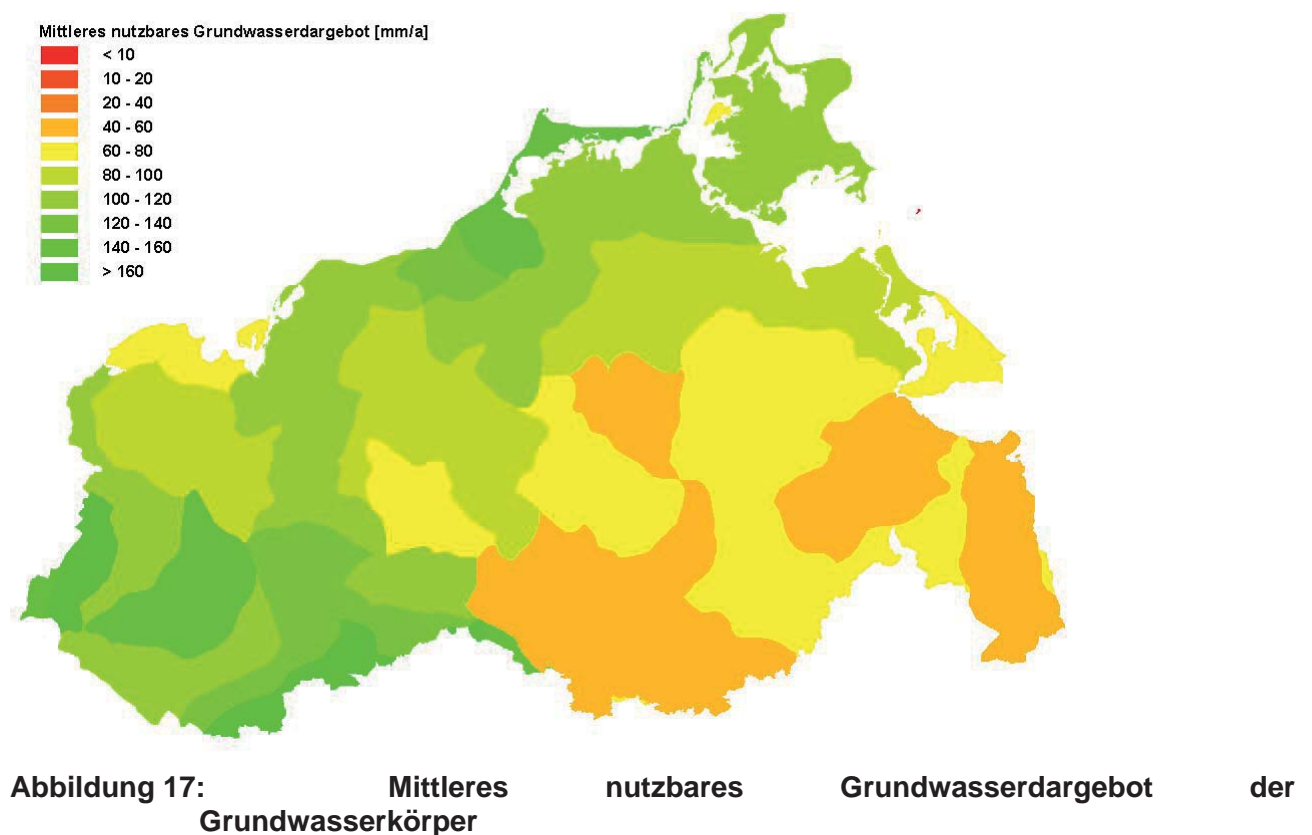 Mittleres nutzbares Grundwasserdargebot [mm/a]
< 10
10 - 20
20 - 40
40 - 60
60 - 80
80 - 100
100 - 120
120 - 140
140 - 160
> 160
Abbildung 17: Mittleres nutzbares Grundwasserdargebot der
Grundwasserkörper